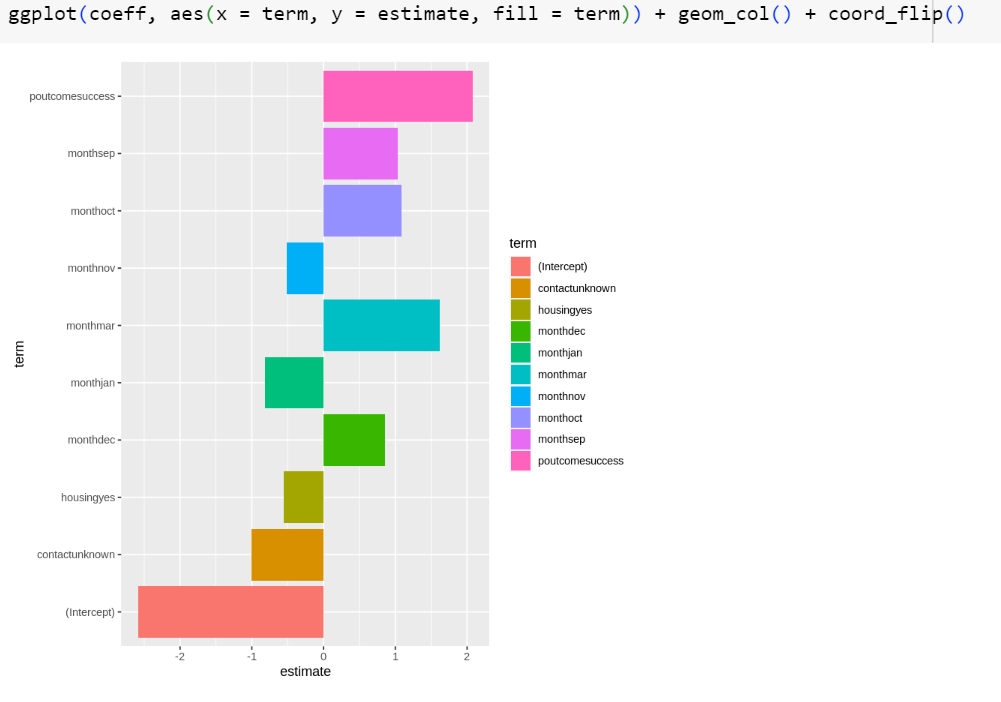 ggplot(coeff, aes(x = term, y = estimate, fill = term)) + geom_col() + coord_flip()
poutcomesuccess
monthsep
monthoct
monthnov
monthmar
monthjan
monthdec
housingyes
contactunknown
(Intercept)
term
-2 -1 0 1 2
estimate
term
(Intercept)
contactunknown
housingyes
monthdec
monthjan
monthmar
monthnov
monthoct
monthsep
poutcomesuccess